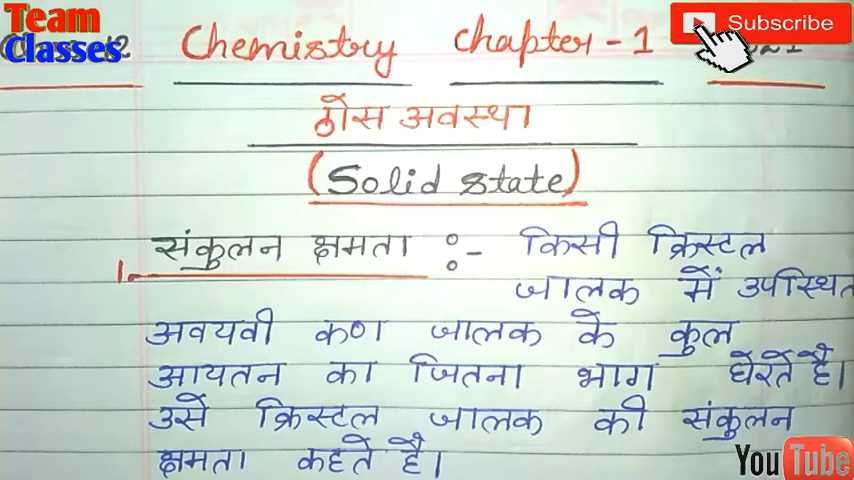 Team
Classes
12 Chemistry Chapter-1
Subscribe
ठोस अवस्था
(Solid state)
संकुलन क्षमता :- किसी क्रिस्टल
जालक में उपस्थित
अवयवी कण जालक के कुल
आयतन का जितना भाग घेरते है।
उसे क्रिस्टल जालक की संकुलन
क्षमता कहते है।
YouTube